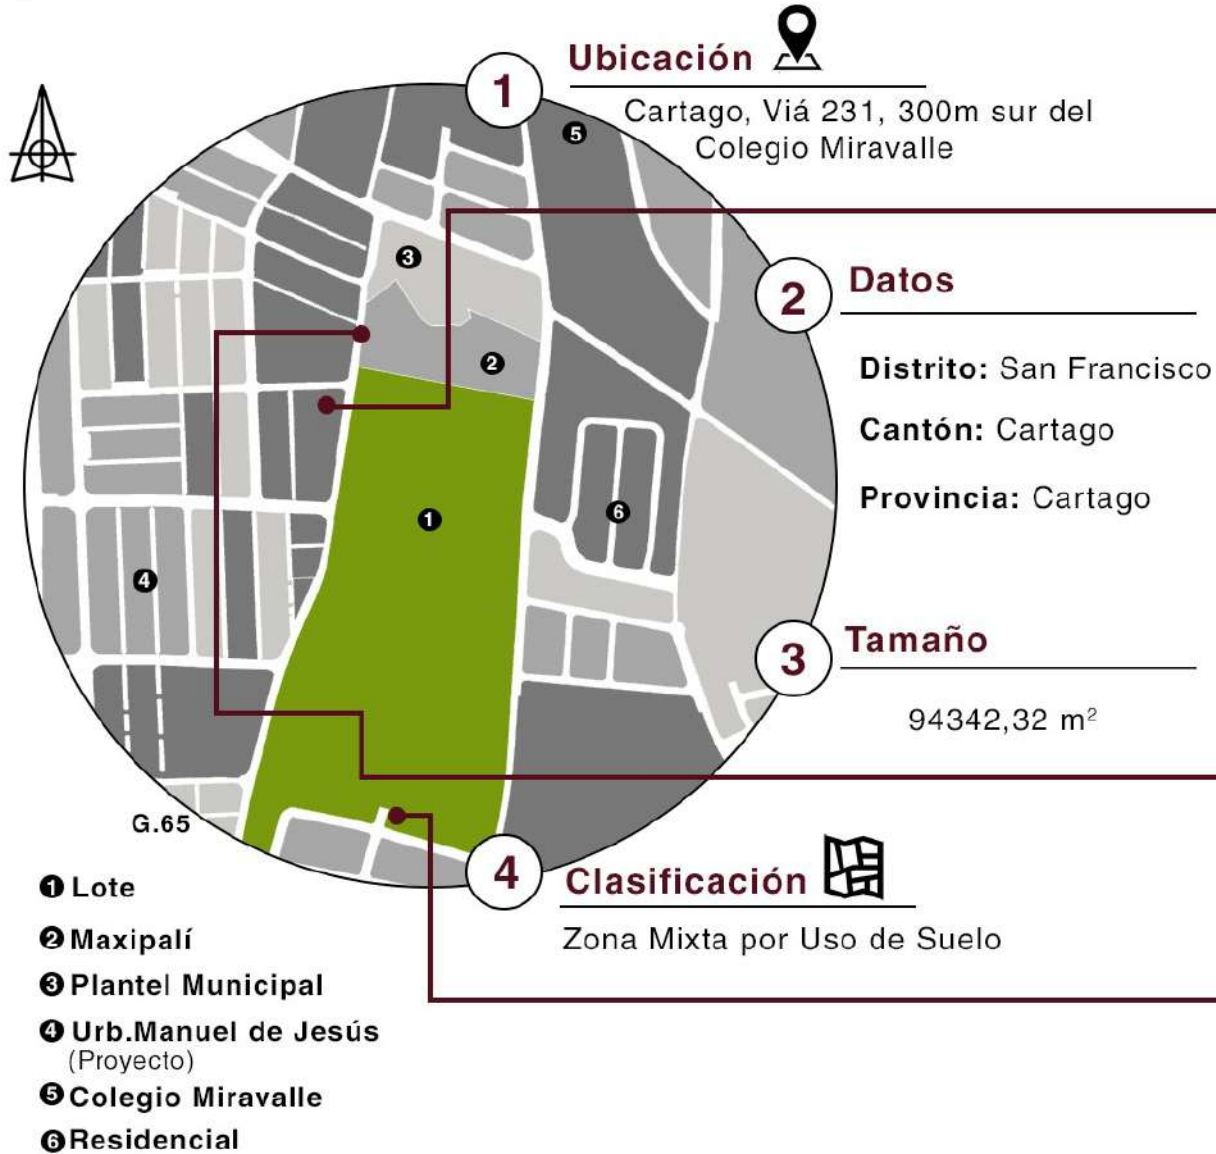 1
Ubicación
Cartago, Viá 231, 300m sur del
Colegio Miravalle
5
3
2
Datos
2
Distrito: San Francisco
Cantón: Cartago
Provincia: Cartago
1
6
4
3
Tamaño
94342,32 m²
G.65
4
Clasificación
Zona Mixta por Uso de Suelo
1 Lote
2 Maxipalí
3 Plantel Municipal
4 Urb.Manuel de Jesús
(Proyecto)
5 Colegio Miravalle
6 Residencial